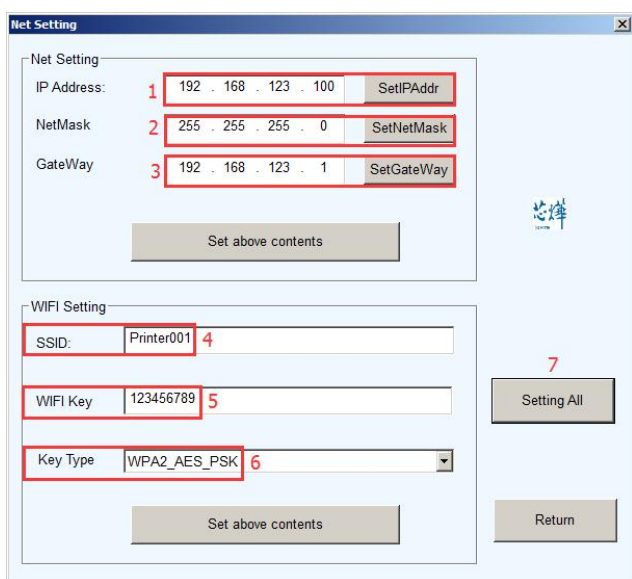 Net Setting
Net Setting
IP Address: 1 192 . 168 . 123 . 100 SetIPAddr
NetMask 2 255 . 255 . 255 . 0 SetNetMask
GateWay 3 192 . 168 . 123 . 1 SetGateWay
芯烨
Set above contents
WIFI Setting
SSID: Printer001 4
7
WIFI Key 123456789 5 Setting All
Key Type WPA2_AES_PSK 6
Set above contents Return